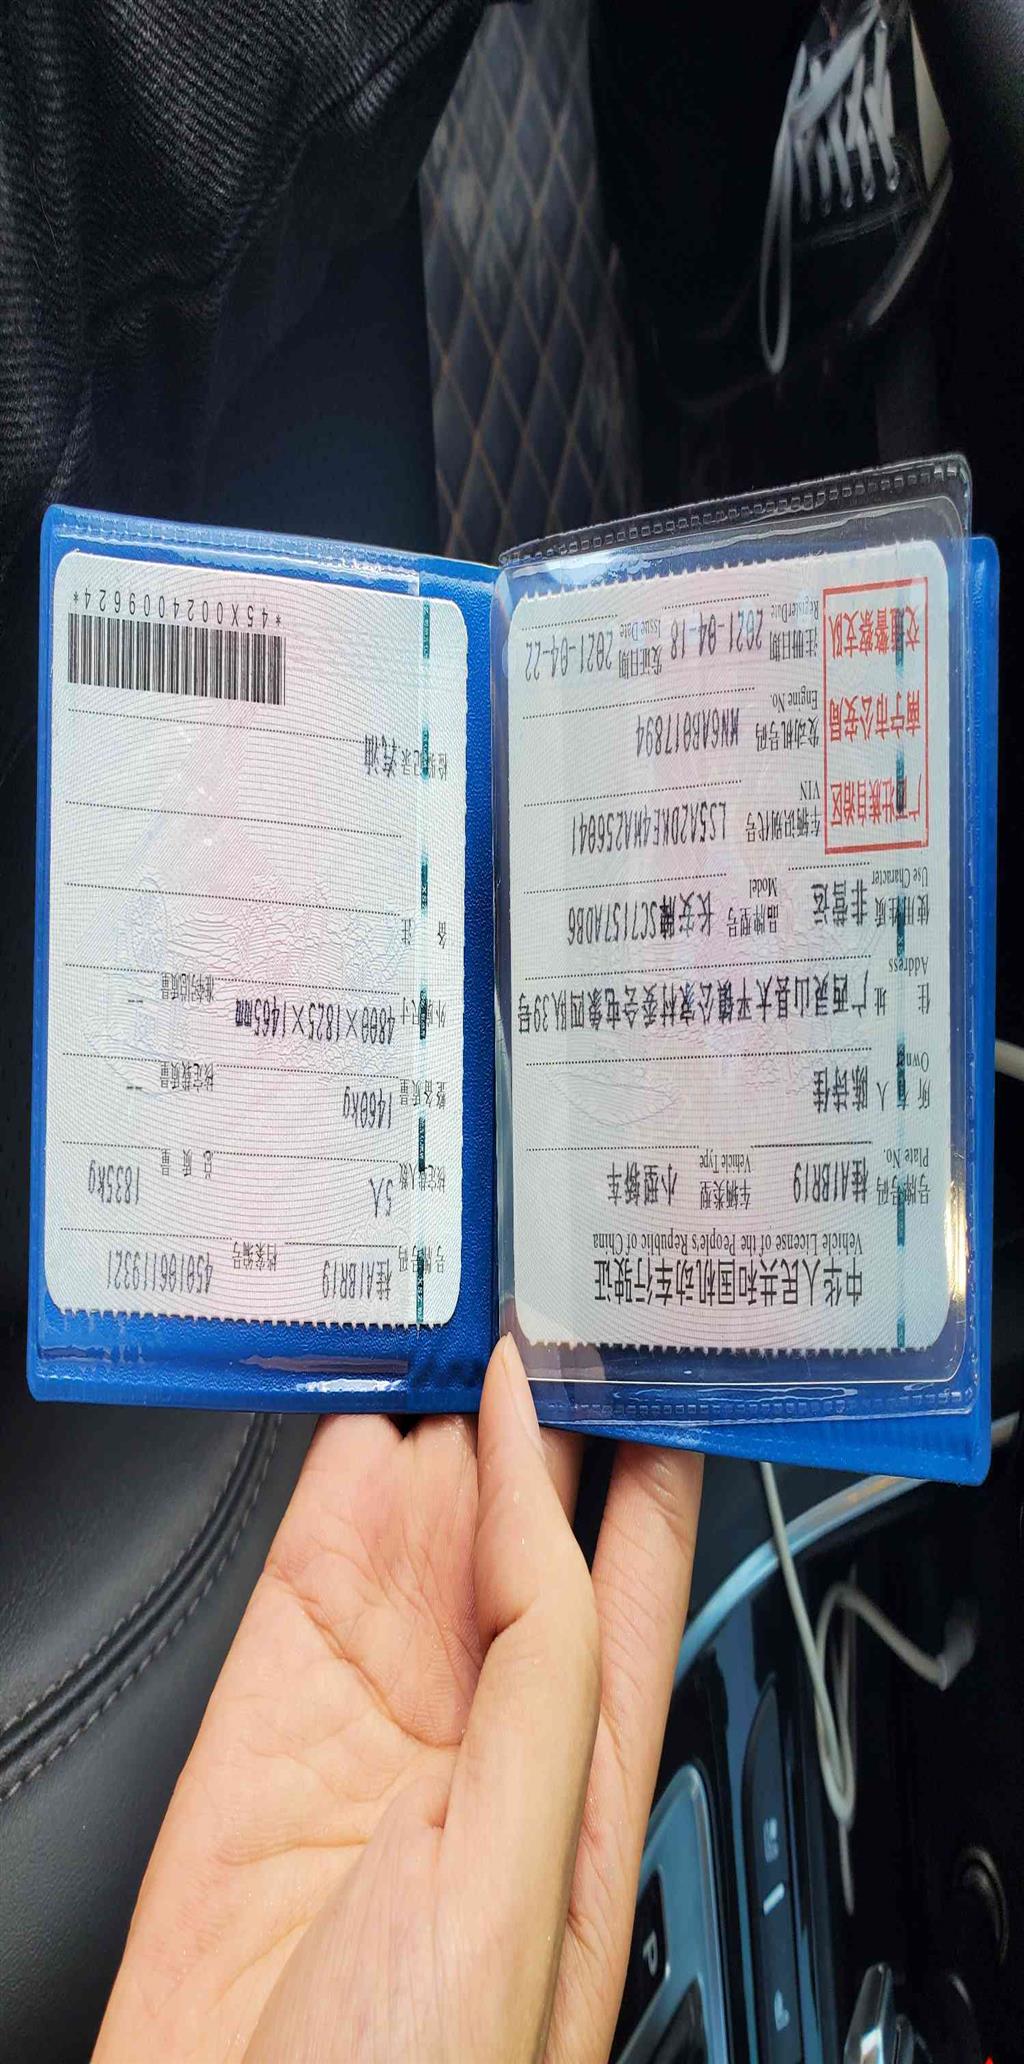 中华人民共和国机动车行驶证
Vehicle License of the People's Republic of China
号牌号码 桂A1BR19 车辆类型 小型轿车
Plate No. Vehicle Type
所有人 陈诗佳
Owner
住址 广西灵山县太平镇公家村委会屯寨四队39号
Address
使用性质 非营运 品牌型号 长安牌SC7157ADB6
Use Character Model
广西壮族自治区
南宁市公安局
交通警察支队
车辆识别代号 LS5A2DKE4MA256041
VIN
发动机号码 MN6AB017894
Engine No.
注册日期 2021-04-18 发证日期 2021-04-22
Register Date Issue Date
号牌号码 桂A1BR19 档案编号 450106119321
核定载人数 5人 总质量 1835kg
整备质量 1460kg 核定载质量 --
外廓尺寸 4800×1825×1465mm 准牵引总质量 --
备注
检验记录 汽油
*45X0024009624*